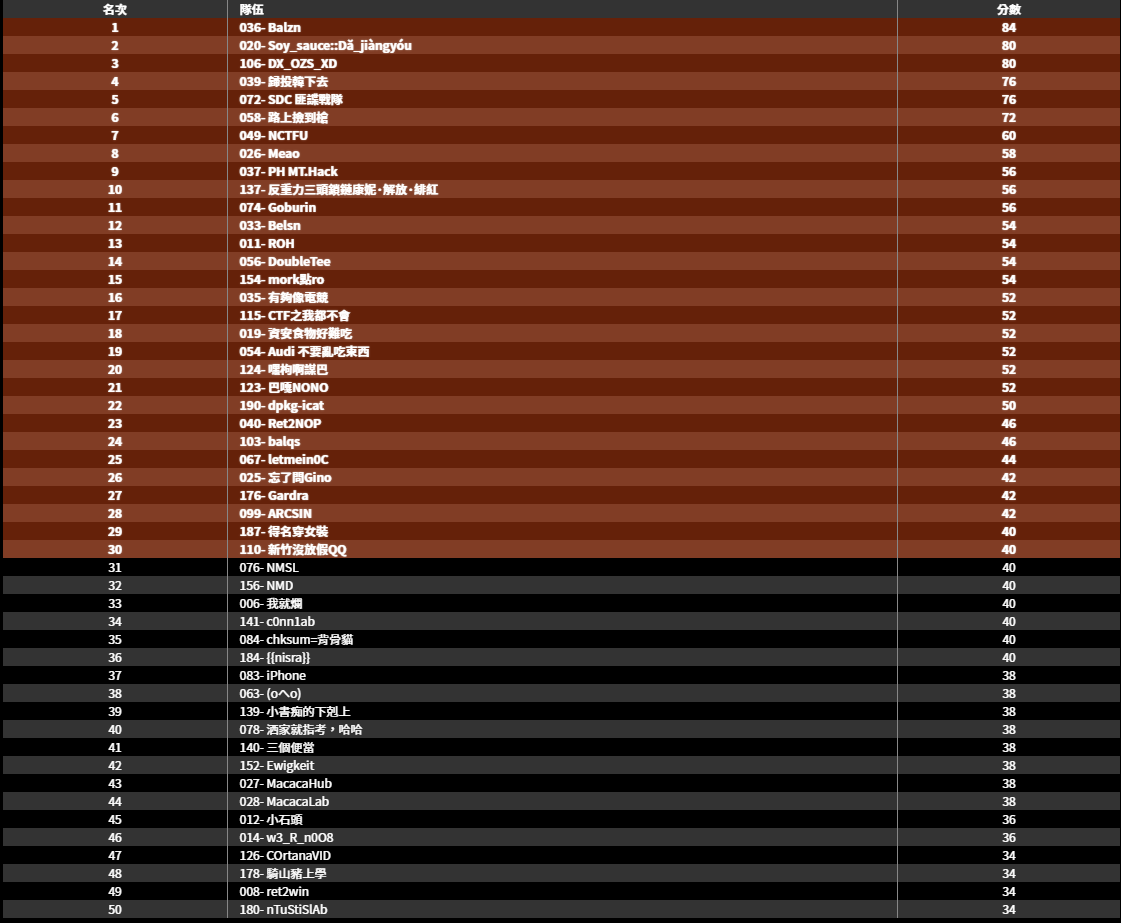 名次 隊伍 分數
1 036- Balzn 84
2 020- Soy_sauce::Dǎ_jiàngyóu 80
3 106- DX_OZS_XD 80
4 039- 歸投韓下去 76
5 072- SDC 匪諜戰隊 76
6 058- 路上撿到槍 72
7 049- NCTFU 60
8 026- Meao 58
9 037- PH MT.Hack 56
10 137- 反重力三頭鎖鏈康妮·解放·緋紅 56
11 074- Goburin 56
12 033- Belsn 54
13 011- ROH 54
14 056- DoubleTee 54
15 154- mork點ro 54
16 035- 有夠像電競 52
17 115- CTF之我都不會 52
18 019- 資安食物好難吃 52
19 054- Audi 不要亂吃東西 52
20 124- 嘿枸啊謀巴 52
21 123- 巴嘎NONO 52
22 190- dpkg-icat 50
23 040- Ret2NOP 46
24 103- balqs 46
25 067- letmein0C 44
26 025- 忘了問Gino 42
27 176- Gardra 42
28 099- ARCSIN 42
29 187- 得名穿女裝 40
30 110- 新竹沒放假QQ 40
31 076- NMSL 40
32 156- NMD 40
33 006- 我就爛 40
34 141- c0nn1ab 40
35 084- chksum=背骨貓 40
36 184- {{nisra}} 40
37 083- iPhone 38
38 063- (oへo) 38
39 139- 小書痴的下剋上 38
40 078- 洒家就指考，哈哈 38
41 140- 三個便當 38
42 152- Ewigkeit 38
43 027- MacacaHub 38
44 028- MacacaLab 38
45 012- 小石頭 36
46 014- w3_R_n0O8 36
47 126- COrtanaVID 34
48 178- 騎山豬上學 34
49 008- ret2win 34
50 180- nTuStiSlAb 34